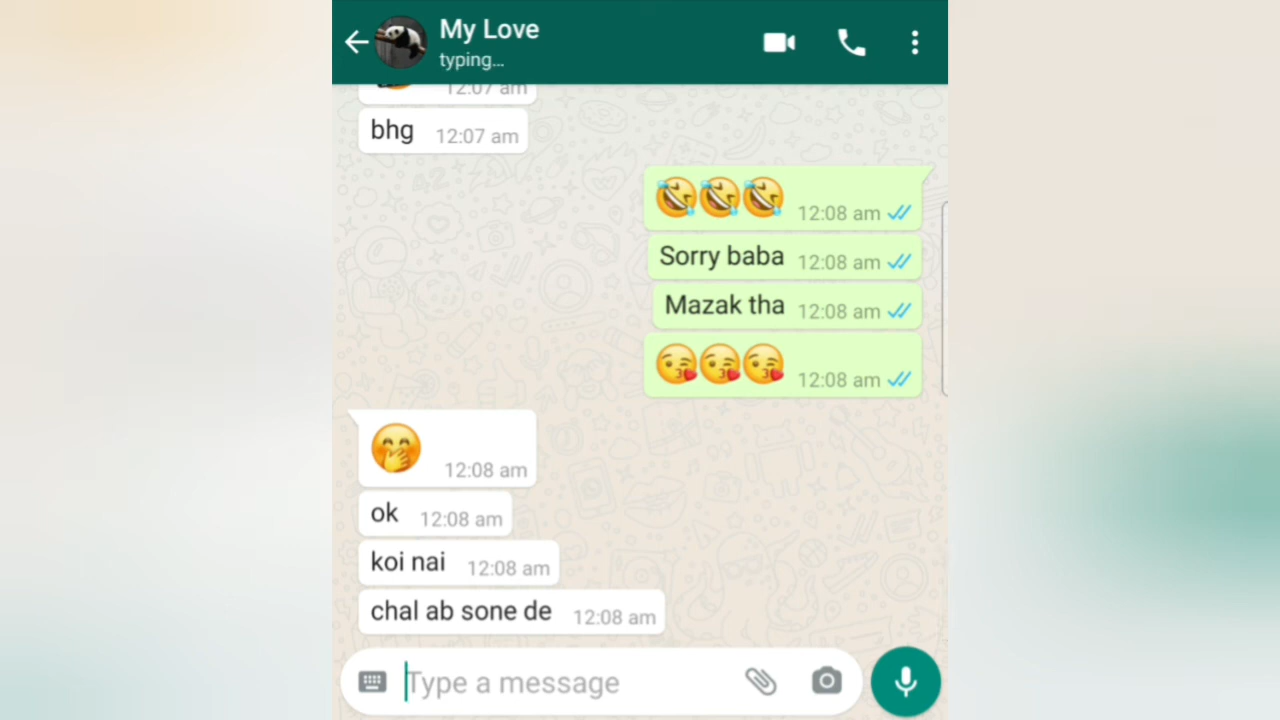 My Love
typing...
12:07 am
bhg 12:07 am
🤣🤣🤣 12:08 am
Sorry baba 12:08 am
Mazak tha 12:08 am
😘😘😘 12:08 am
🤭 12:08 am
ok 12:08 am
koi nai 12:08 am
chal ab sone de 12:08 am
Type a message